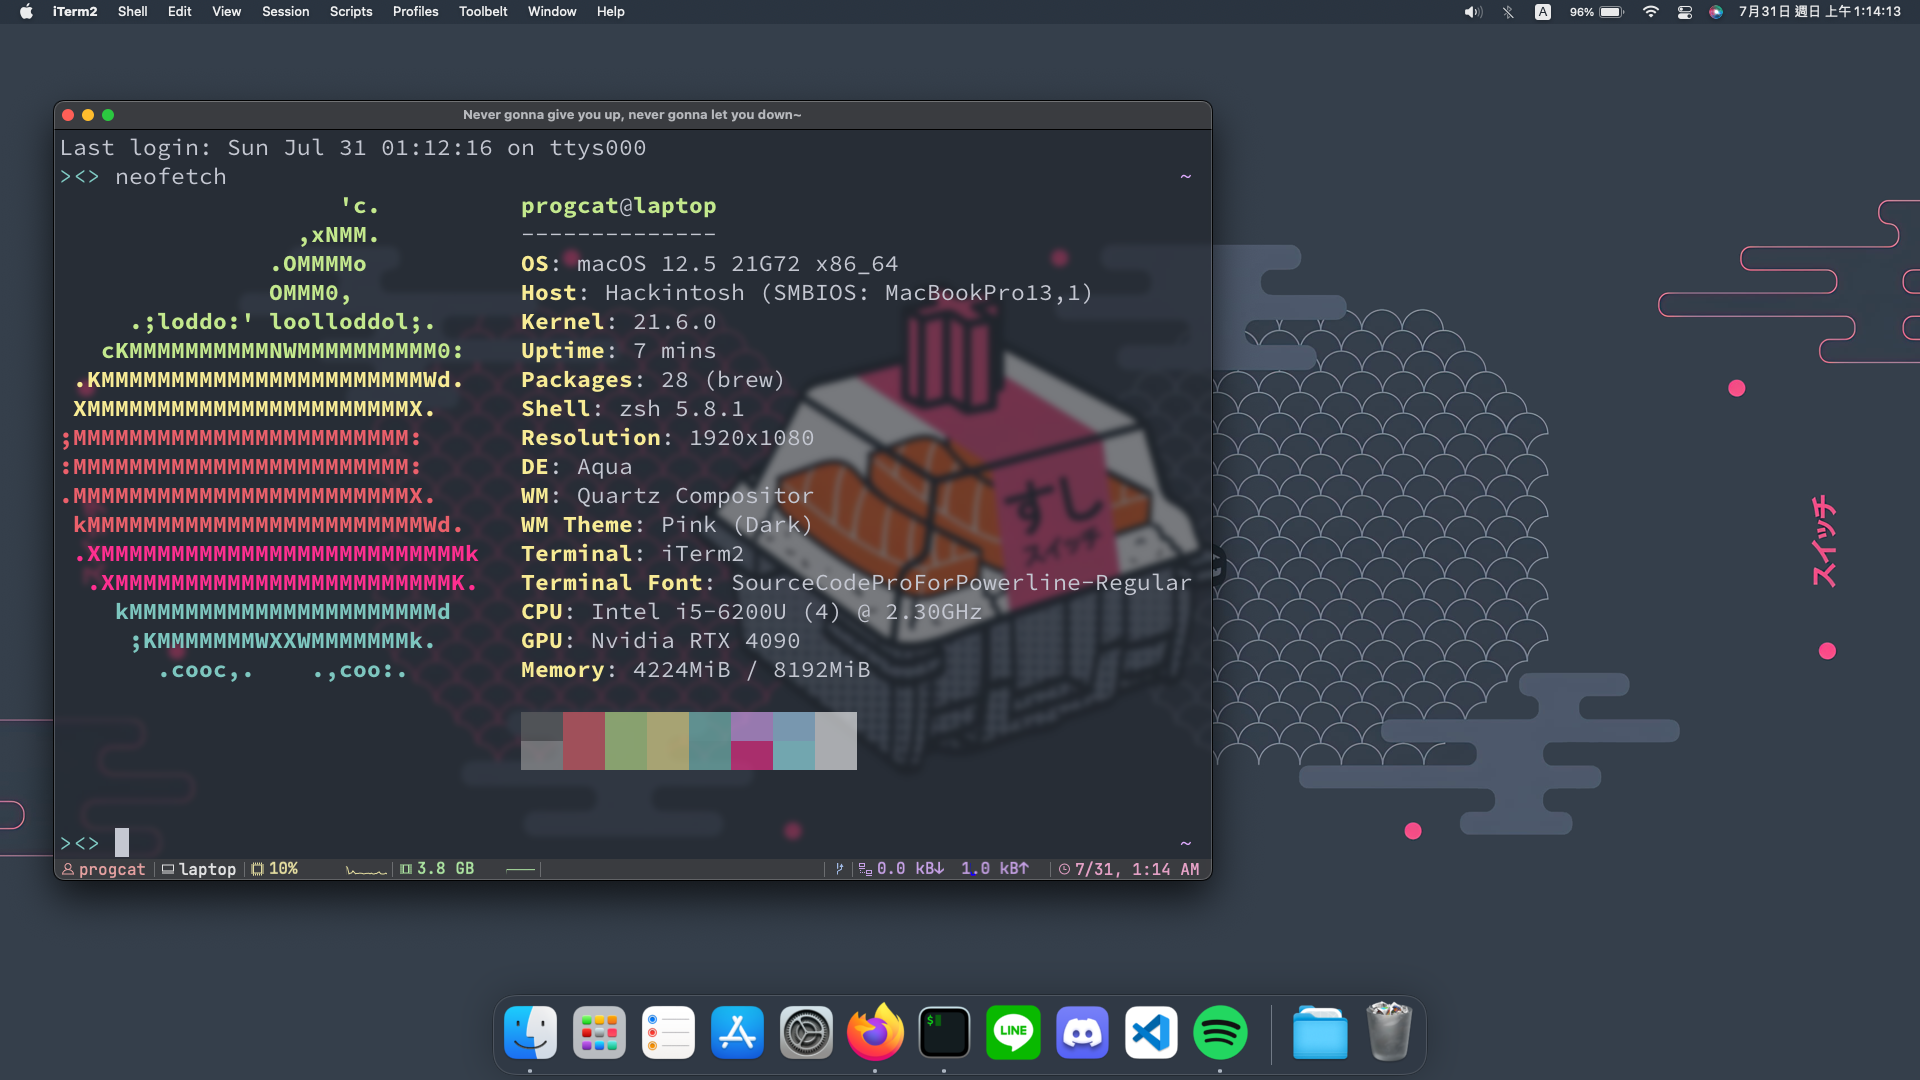 iTerm2 Shell Edit View Session Scripts Profiles Toolbelt Window Help A 96% 7月31日 週日 上午1:14:13
Never gonna give you up, never gonna let you down~
Last login: Sun Jul 31 01:12:16 on ttys000
><> neofetch ~
'c. progcat@laptop
,xNMM. --------------
.OMMMMo OS: macOS 12.5 21G72 x86_64
OMMM0, Host: Hackintosh (SMBIOS: MacBookPro13,1)
.;loddo:' loolloddol;. Kernel: 21.6.0
cKMMMMMMMMMMNWMMMMMMMMMM0: Uptime: 7 mins
.KMMMMMMMMMMMMMMMMMMMMMMMWd. Packages: 28 (brew)
XMMMMMMMMMMMMMMMMMMMMMMMX. Shell: zsh 5.8.1
;MMMMMMMMMMMMMMMMMMMMMMMM: Resolution: 1920x1080
:MMMMMMMMMMMMMMMMMMMMMMMM: DE: Aqua
.MMMMMMMMMMMMMMMMMMMMMMMMX. WM: Quartz Compositor
kMMMMMMMMMMMMMMMMMMMMMMMMWd. WM Theme: Pink (Dark)
.XMMMMMMMMMMMMMMMMMMMMMMMMMMk Terminal: iTerm2
.XMMMMMMMMMMMMMMMMMMMMMMMMK. Terminal Font: SourceCodeProForPowerline-Regular
kMMMMMMMMMMMMMMMMMMMMMMd CPU: Intel i5-6200U (4) @ 2.30GHz
;KMMMMMMMWXXWMMMMMMMk. GPU: Nvidia RTX 4090
.cooc,. .,coo:. Memory: 4224MiB / 8192MiB
><> ~
progcat laptop 10% 3.8 GB 0.0 kB↓ 1.0 kB↑ 7/31, 1:14 AM
すし
スイッチ
スイッチ
$
LINE